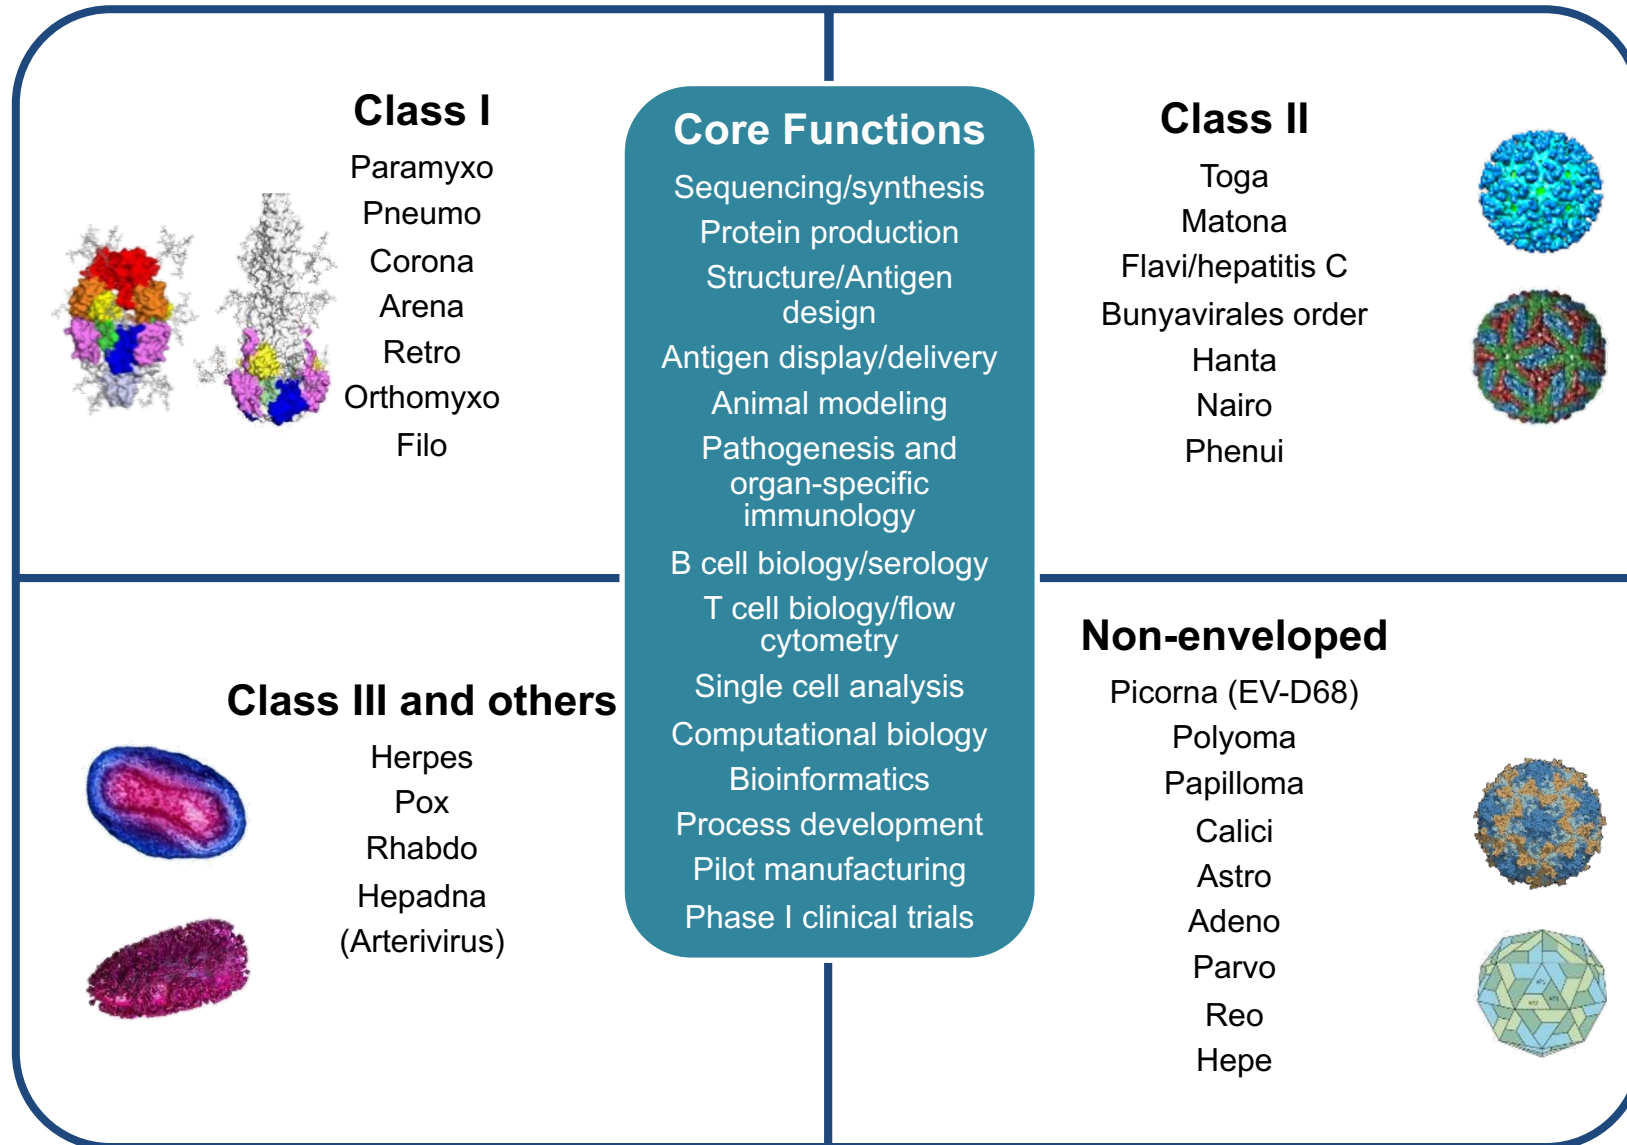 Class I
Paramyxo
Pneumo
Corona
Arena
Retro
Orthomyxo
Filo
Core Functions
Sequencing/synthesis
Protein production
Structure/Antigen
design
Antigen display/delivery
Animal modeling
Pathogenesis and
organ-specific
immunology
B cell biology/serology
T cell biology/flow
cytometry
Single cell analysis
Computational biology
Bioinformatics
Process development
Pilot manufacturing
Phase I clinical trials
Class II
Toga
Matona
Flavi/hepatitis C
Bunyavirales order
Hanta
Nairo
Phenui
Class III and others
Herpes
Pox
Rhabdo
Hepadna
(Arterivirus)
Non-enveloped
Picorna (EV-D68)
Polyoma
Papilloma
Calici
Astro
Adeno
Parvo
Reo
Hepe